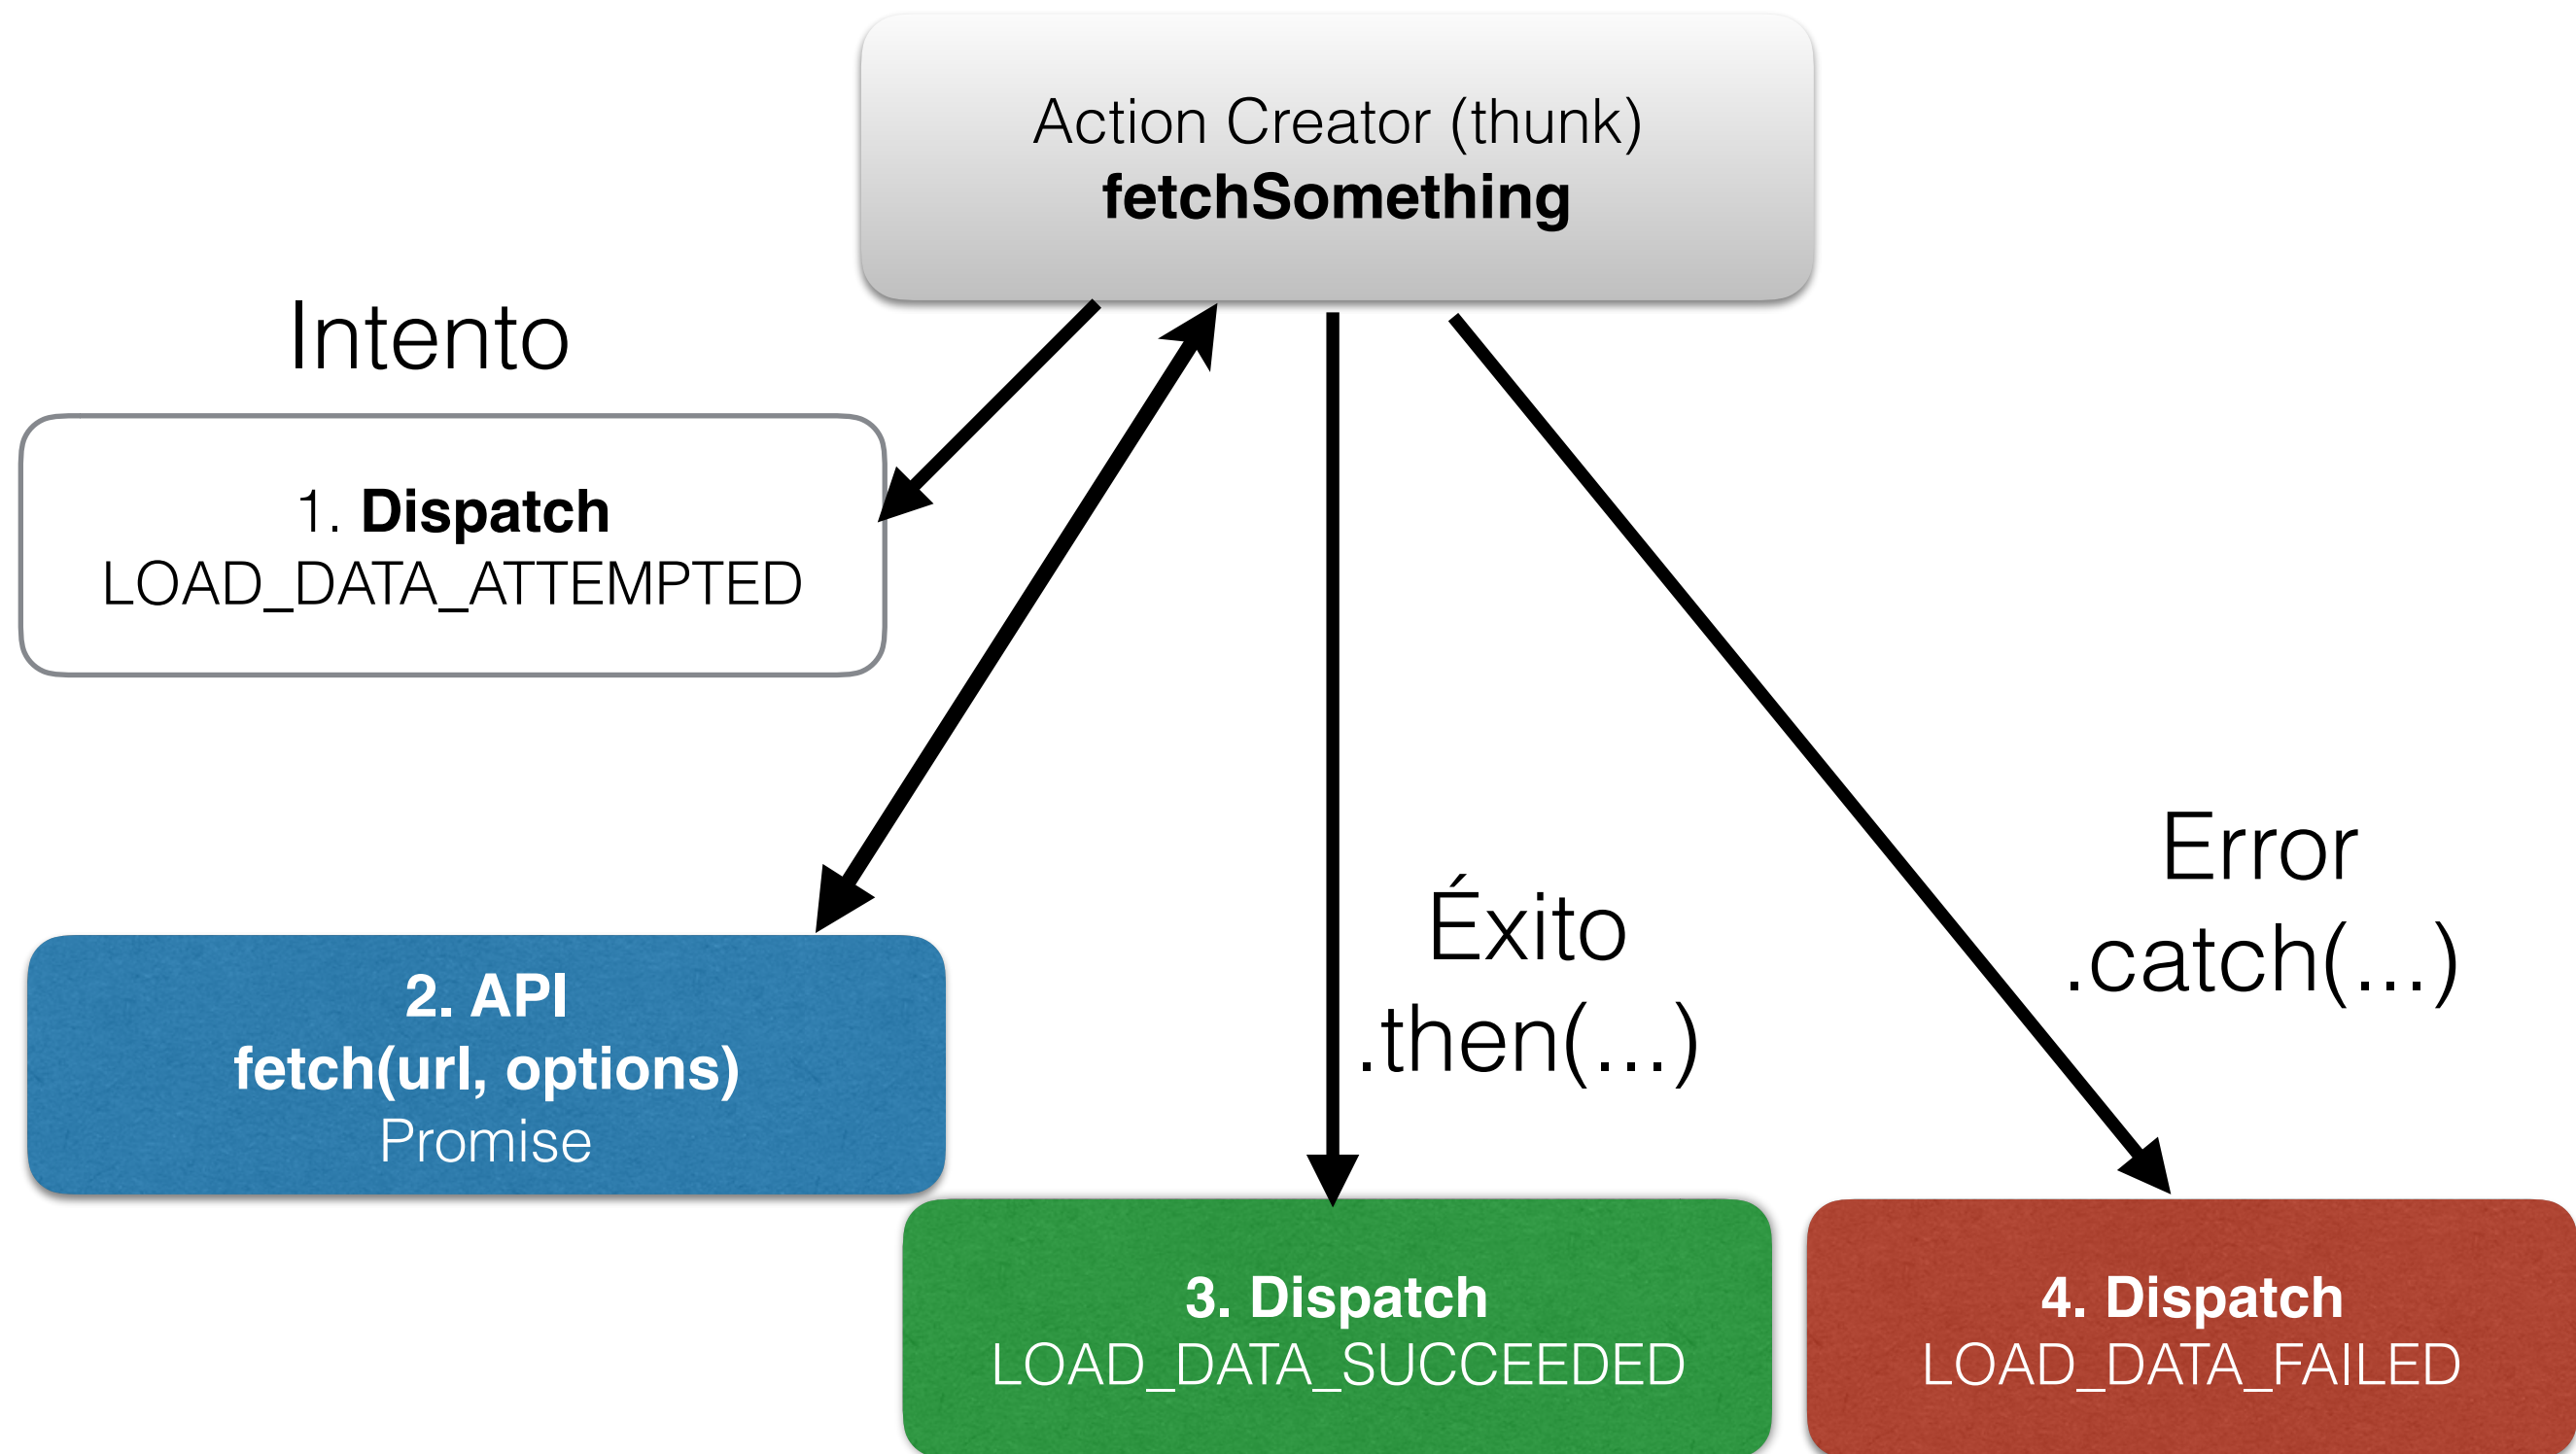 Action Creator (thunk)
fetchSomething
Intento
1. Dispatch
LOAD_DATA_ATTEMPTED
2. API
fetch(url, options)
Promise
Éxito
.then(...)
Error
.catch(...)
3. Dispatch
LOAD_DATA_SUCCEEDED
4. Dispatch
LOAD_DATA_FAILED